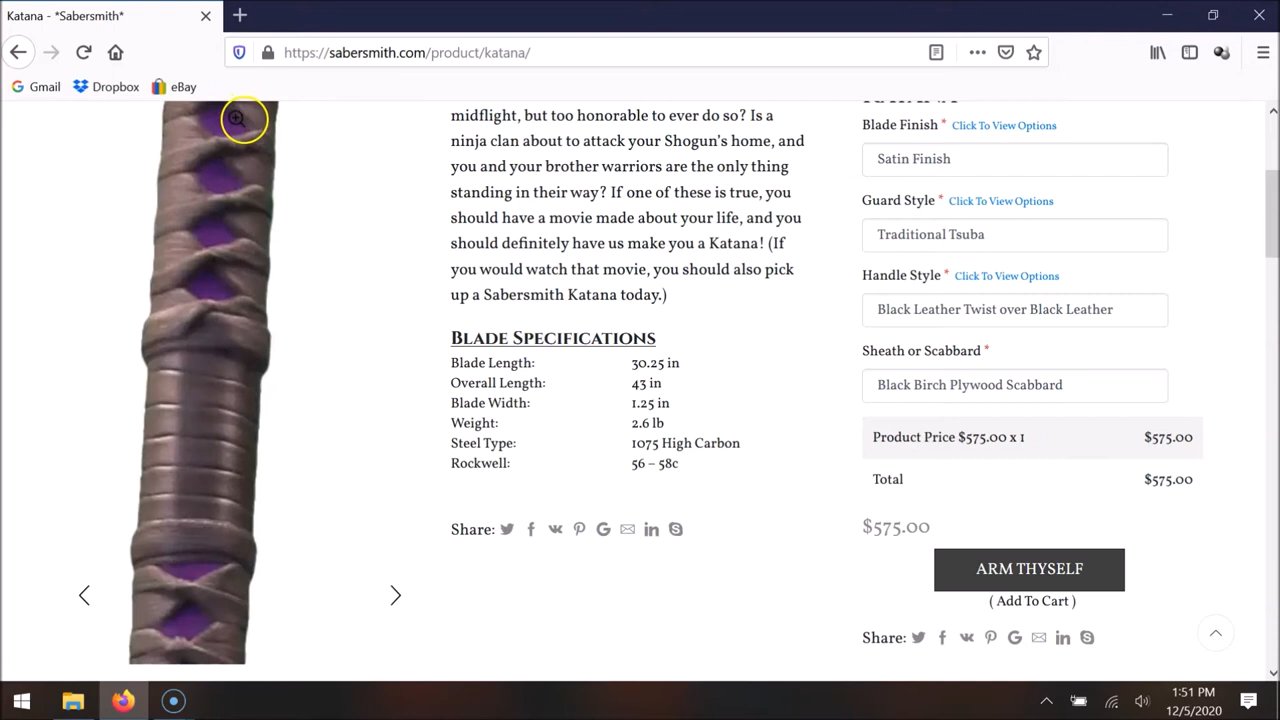 Katana - *Sabersmith*
https://sabersmith.com/product/katana/
Gmail
Dropbox
eBay
midflight, but too honorable to ever do so? Is a
ninja clan about to attack your Shogun's home, and
you and your brother warriors are the only thing
standing in their way? If one of these is true, you
should have a movie made about your life, and you
should definitely have us make you a Katana! (If
you would watch that movie, you should also pick
up a Sabersmith Katana today.)
Blade Specifications
Blade Length: 30.25 in
Overall Length: 43 in
Blade Width: 1.25 in
Weight: 2.6 lb
Steel Type: 1075 High Carbon
Rockwell: 56 – 58c
Share:
Blade Finish * Click To View Options
Satin Finish
Guard Style * Click To View Options
Traditional Tsuba
Handle Style * Click To View Options
Black Leather Twist over Black Leather
Sheath or Scabbard *
Black Birch Plywood Scabbard
Product Price $575.00 x 1 $575.00
Total $575.00
$575.00
ARM THYSELF
( Add To Cart )
Share:
1:51 PM
12/5/2020